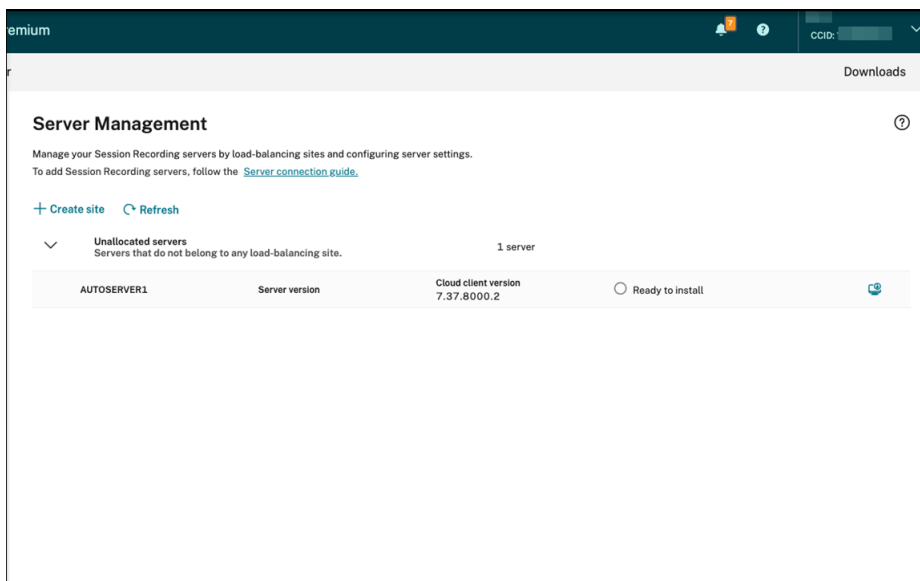 emium
7
?
CCID:
r
Downloads
Server Management
?
Manage your Session Recording servers by load-balancing sites and configuring server settings.
To add Session Recording servers, follow the Server connection guide.
+ Create site Refresh
Unallocated servers
Servers that do not belong to any load-balancing site.
1 server
AUTOSERVER1
Server version
Cloud client version
7.37.8000.2
Ready to install